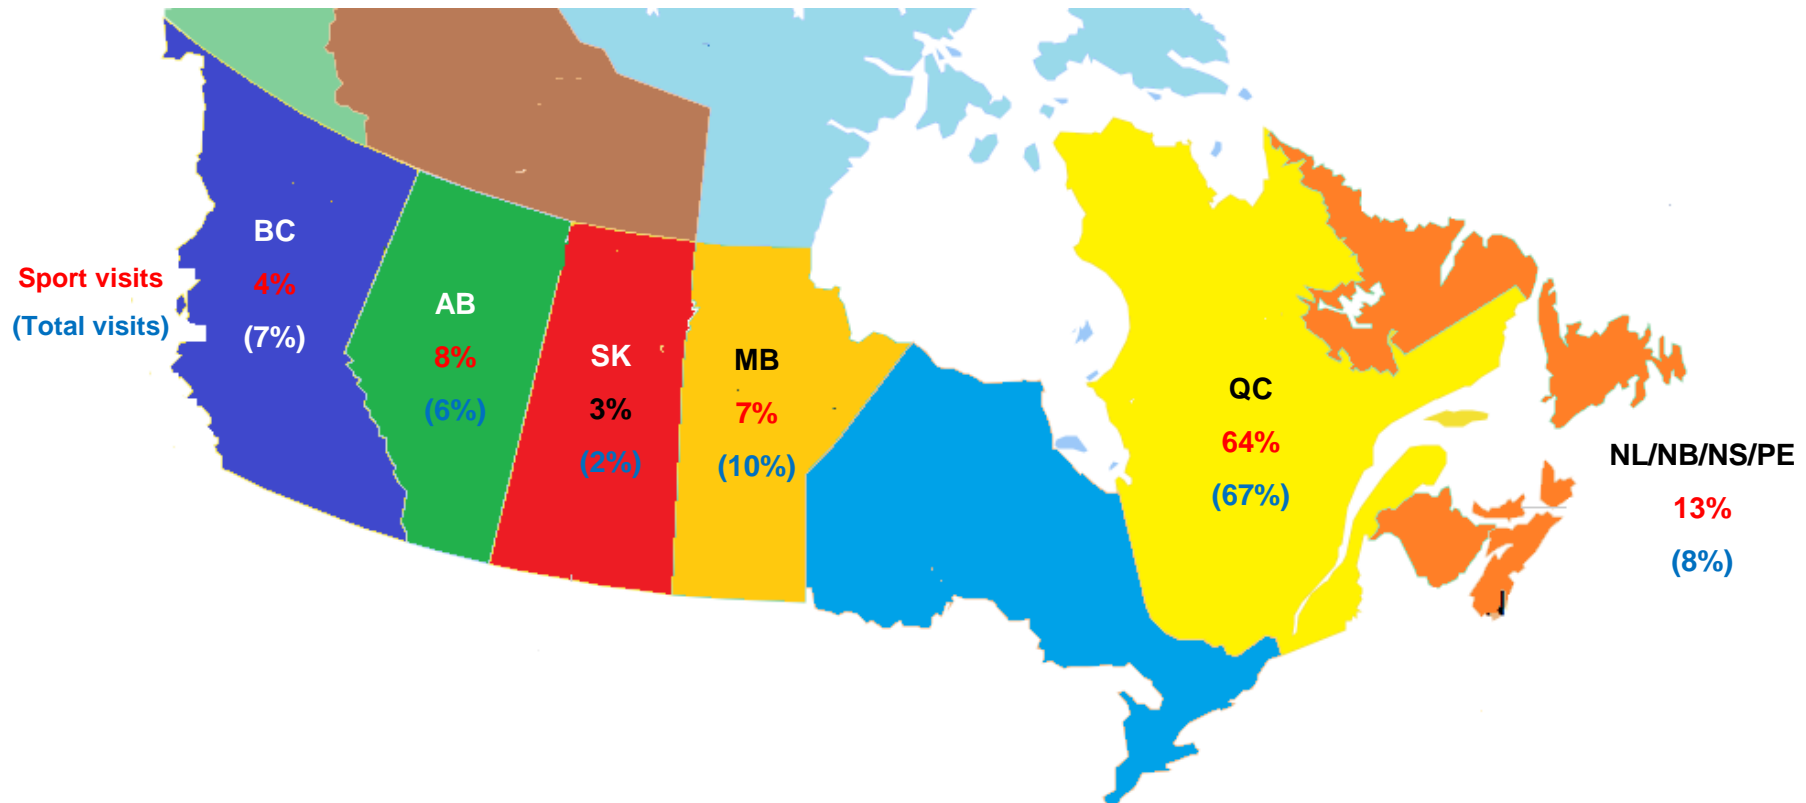 Sport visits
(Total visits)
BC
4%
(7%)
AB
8%
(6%)
SK
3%
(2%)
MB
7%
(10%)
QC
64%
(67%)
NL/NB/NS/PE
13%
(8%)